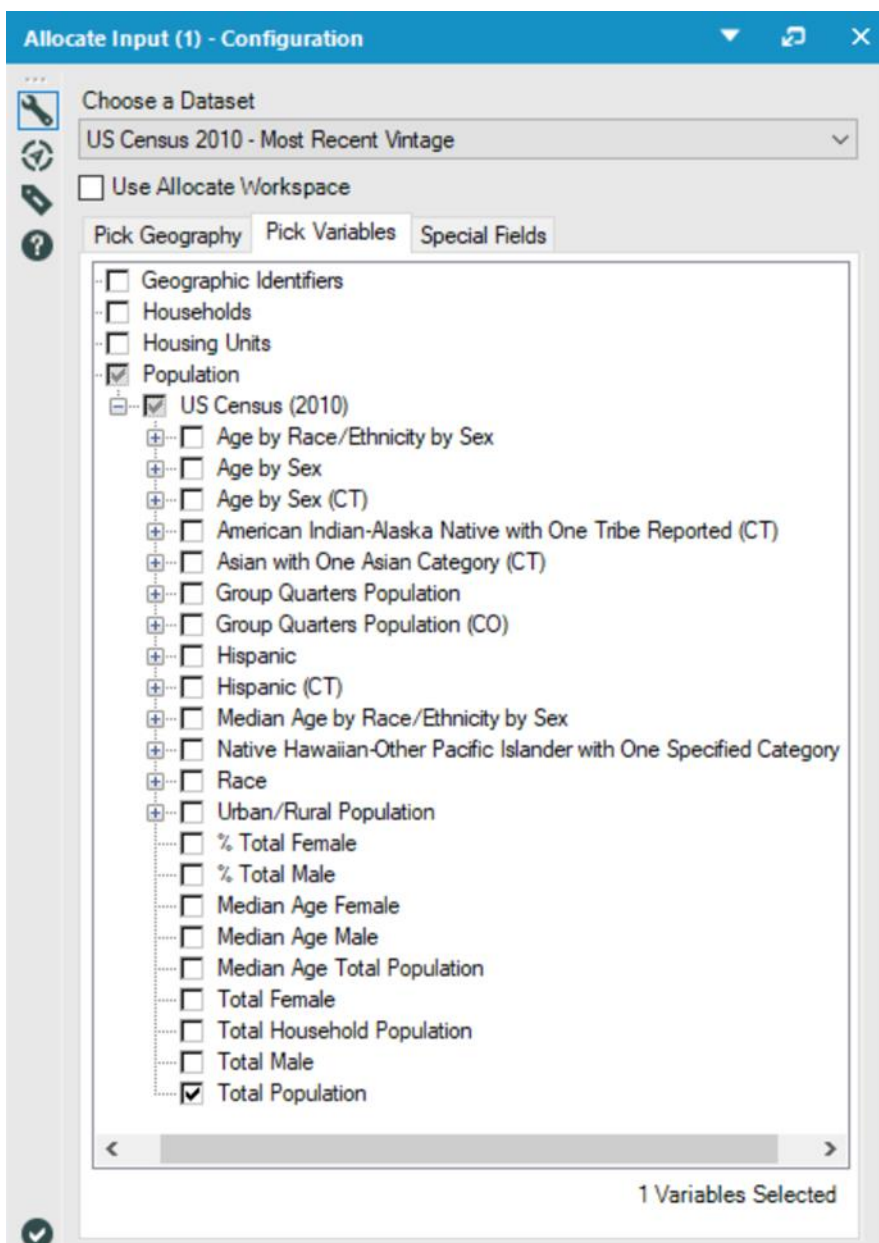 Allocate Input (1) - Configuration
Choose a Dataset
US Census 2010 - Most Recent Vintage
Use Allocate Workspace
Pick Geography Pick Variables Special Fields
Geographic Identifiers
Households
Housing Units
Population
US Census (2010)
Age by Race/Ethnicity by Sex
Age by Sex
Age by Sex (CT)
American Indian-Alaska Native with One Tribe Reported (CT)
Asian with One Asian Category (CT)
Group Quarters Population
Group Quarters Population (CO)
Hispanic
Hispanic (CT)
Median Age by Race/Ethnicity by Sex
Native Hawaiian-Other Pacific Islander with One Specified Category
Race
Urban/Rural Population
% Total Female
% Total Male
Median Age Female
Median Age Male
Median Age Total Population
Total Female
Total Household Population
Total Male
Total Population
1 Variables Selected